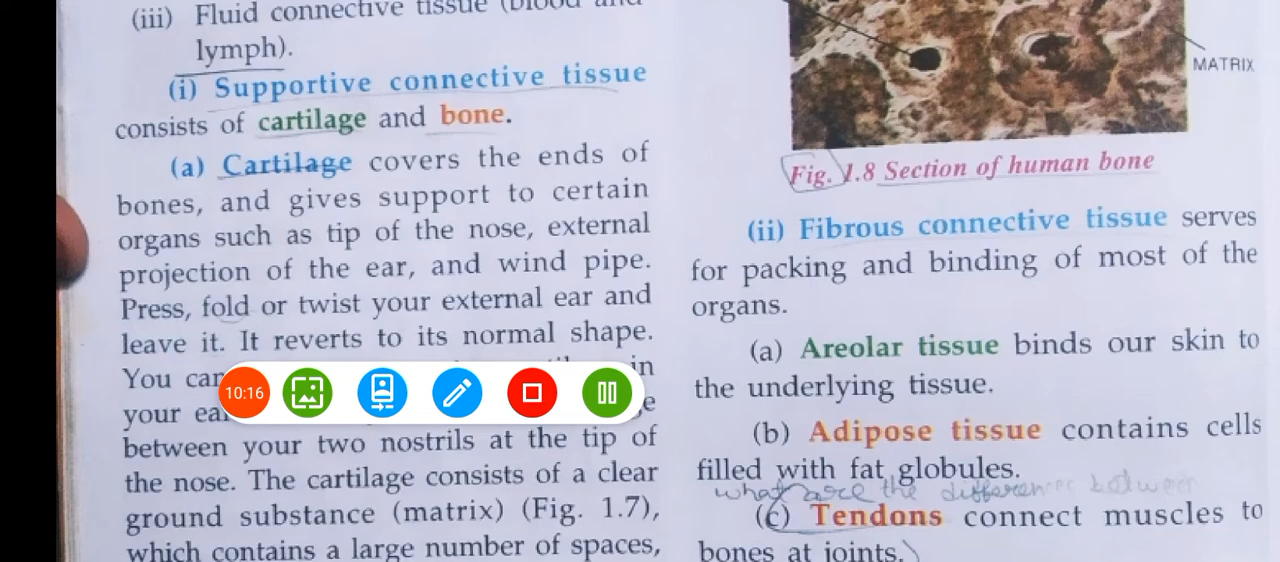 (iii) Fluid connective tissue (blood and
lymph).
(i) Supportive connective tissue
consists of cartilage and bone.
(a) Cartilage covers the ends of
bones, and gives support to certain
organs such as tip of the nose, external
projection of the ear, and wind pipe.
Press, fold or twist your external ear and
leave it. It reverts to its normal shape.
You in
your
between your two nostrils at the tip of
the nose. The cartilage consists of a clear
ground substance (matrix) (Fig. 1.7),
which contains a large number of spaces,
10:16
MATRIX
Fig. 1.8 Section of human bone
(ii) Fibrous connective tissue serves
for packing and binding of most of the
organs.
(a) Areolar tissue binds our skin to
the underlying tissue.
(b) Adipose tissue contains cells
filled with fat globules.
what are the difference between
(c) Tendons connect muscles to
bones at joints.